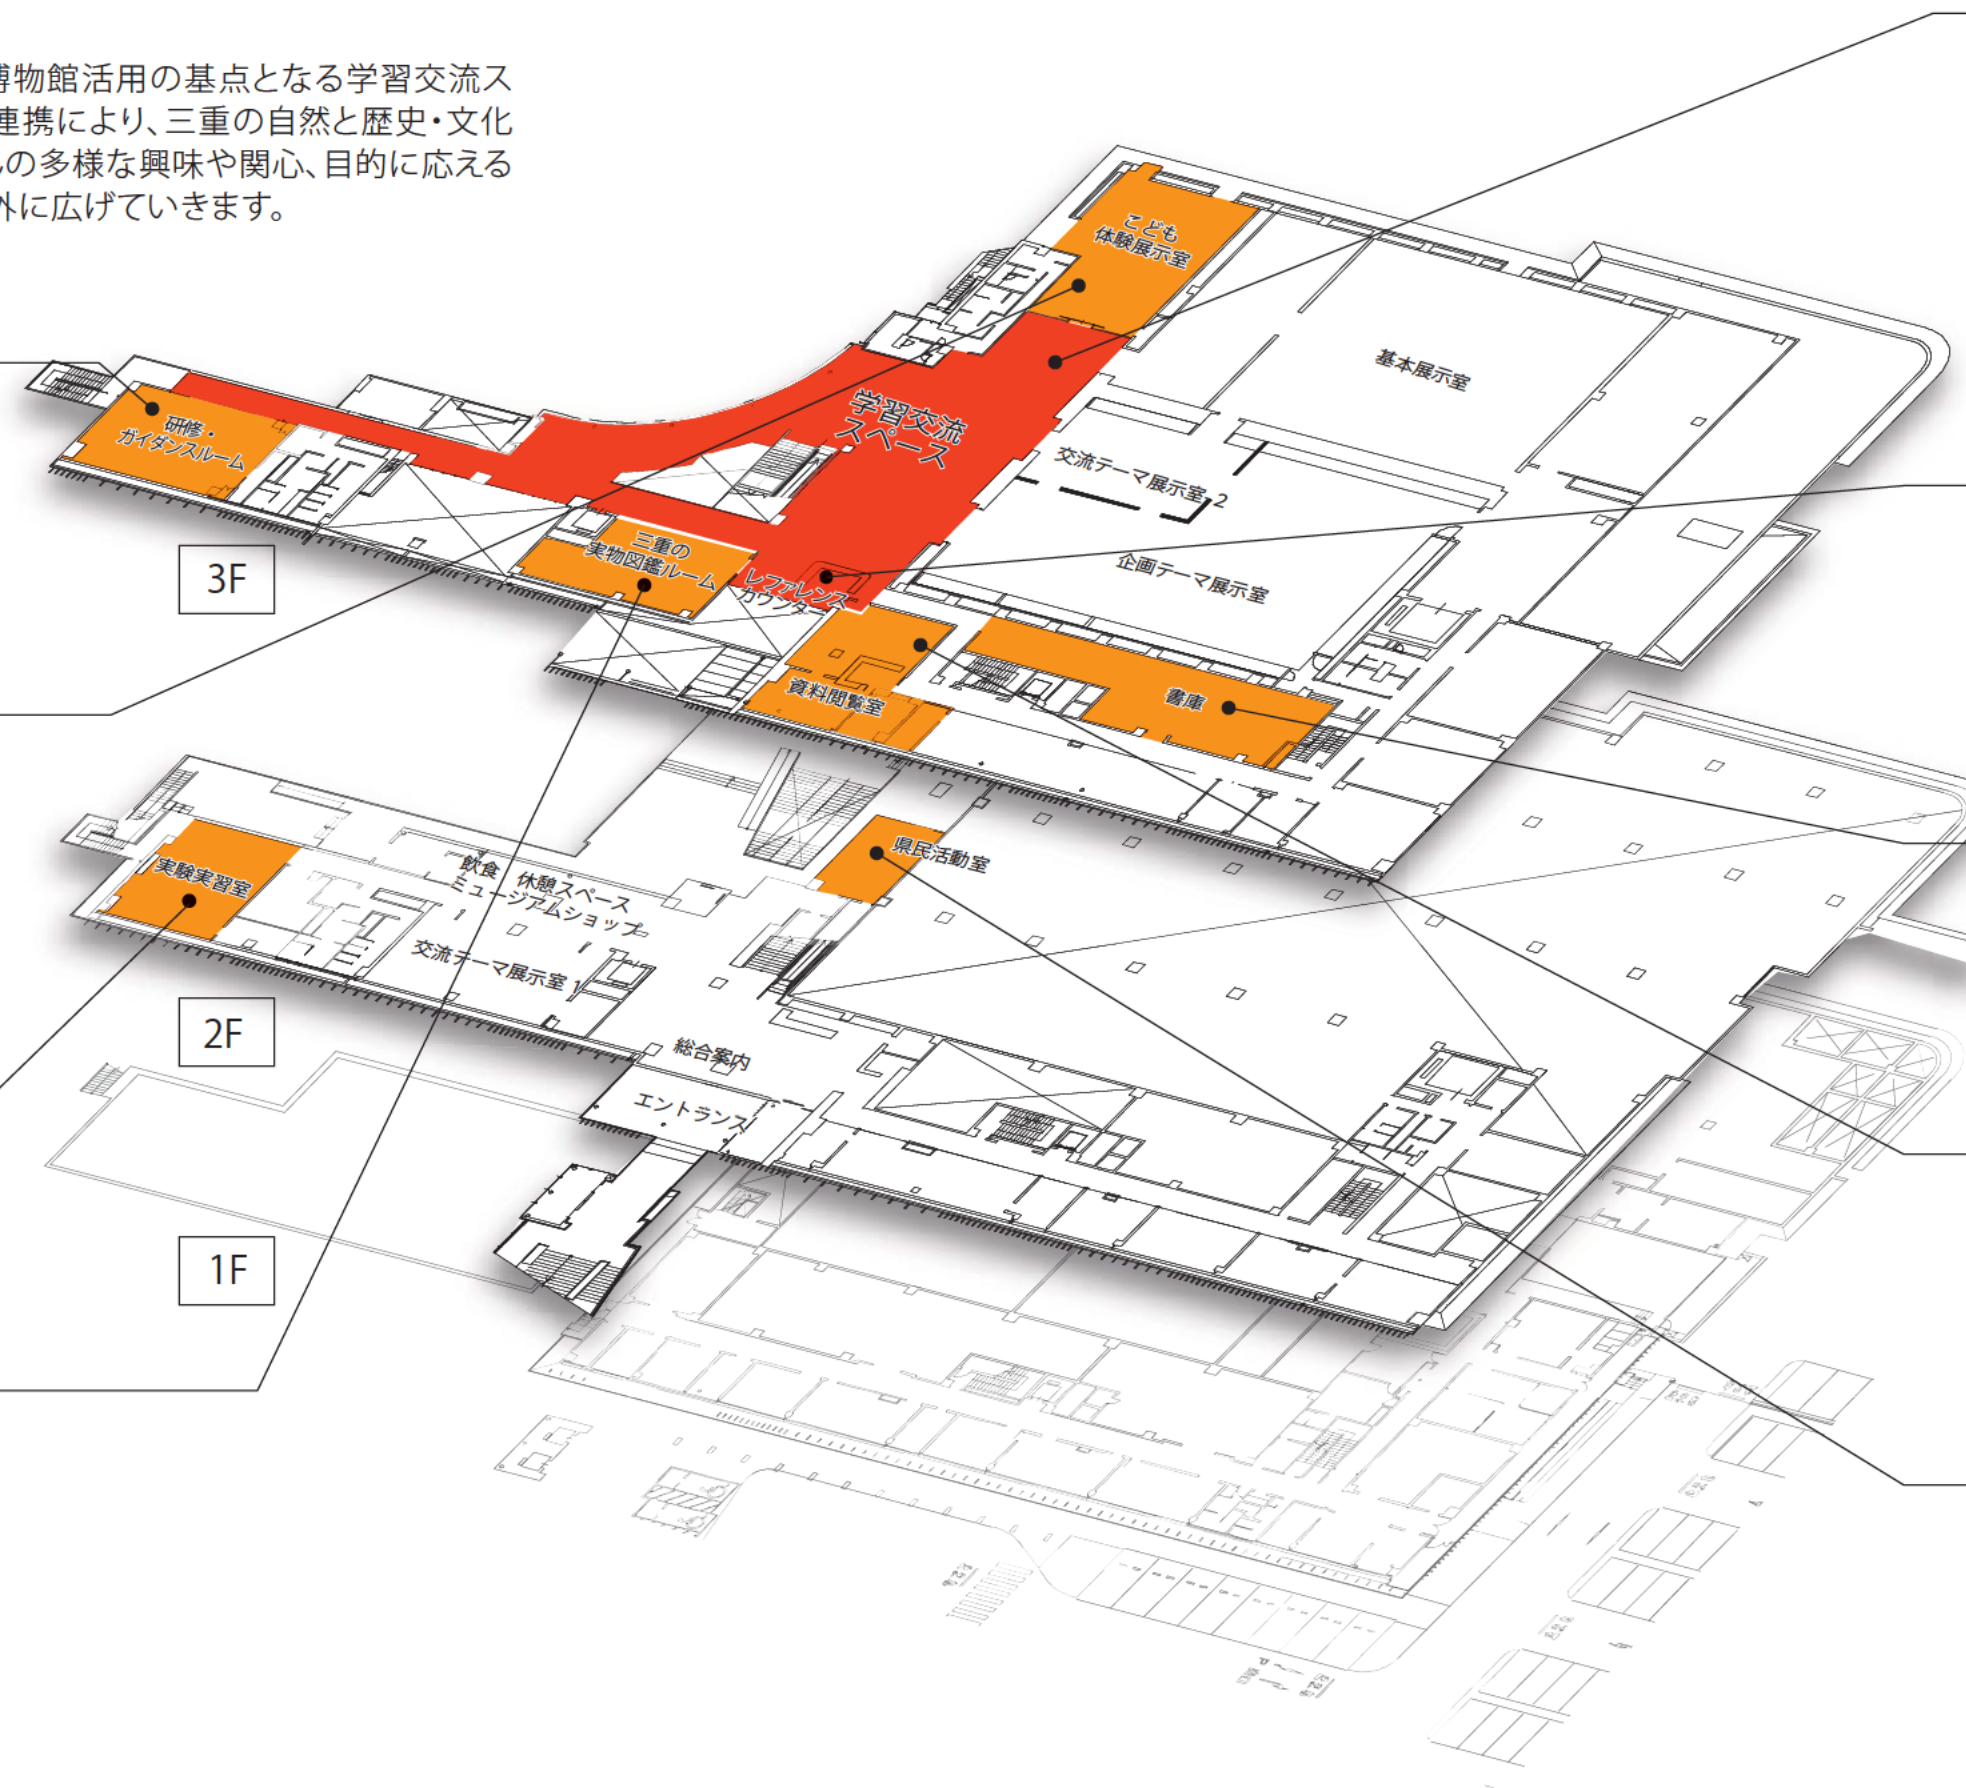 博物館活用の基点となる学習交流ス
連携により、三重の自然と歴史・文化
の多様な興味や関心、目的に応える
外に広げていきます。
こども
体験展示室
基本展示室
学習交流
スペース
研修・
ガイダンスルーム
交流テーマ展示室 2
企画テーマ展示室
三重の
実物図鑑ルーム
レファレンス
カウンター
3F
資料閲覧室
書庫
県民活動室
実験実習室
飲食 休憩スペース
ミュージアムショップ
交流テーマ展示室 1
2F
総合案内
エントランス
1F